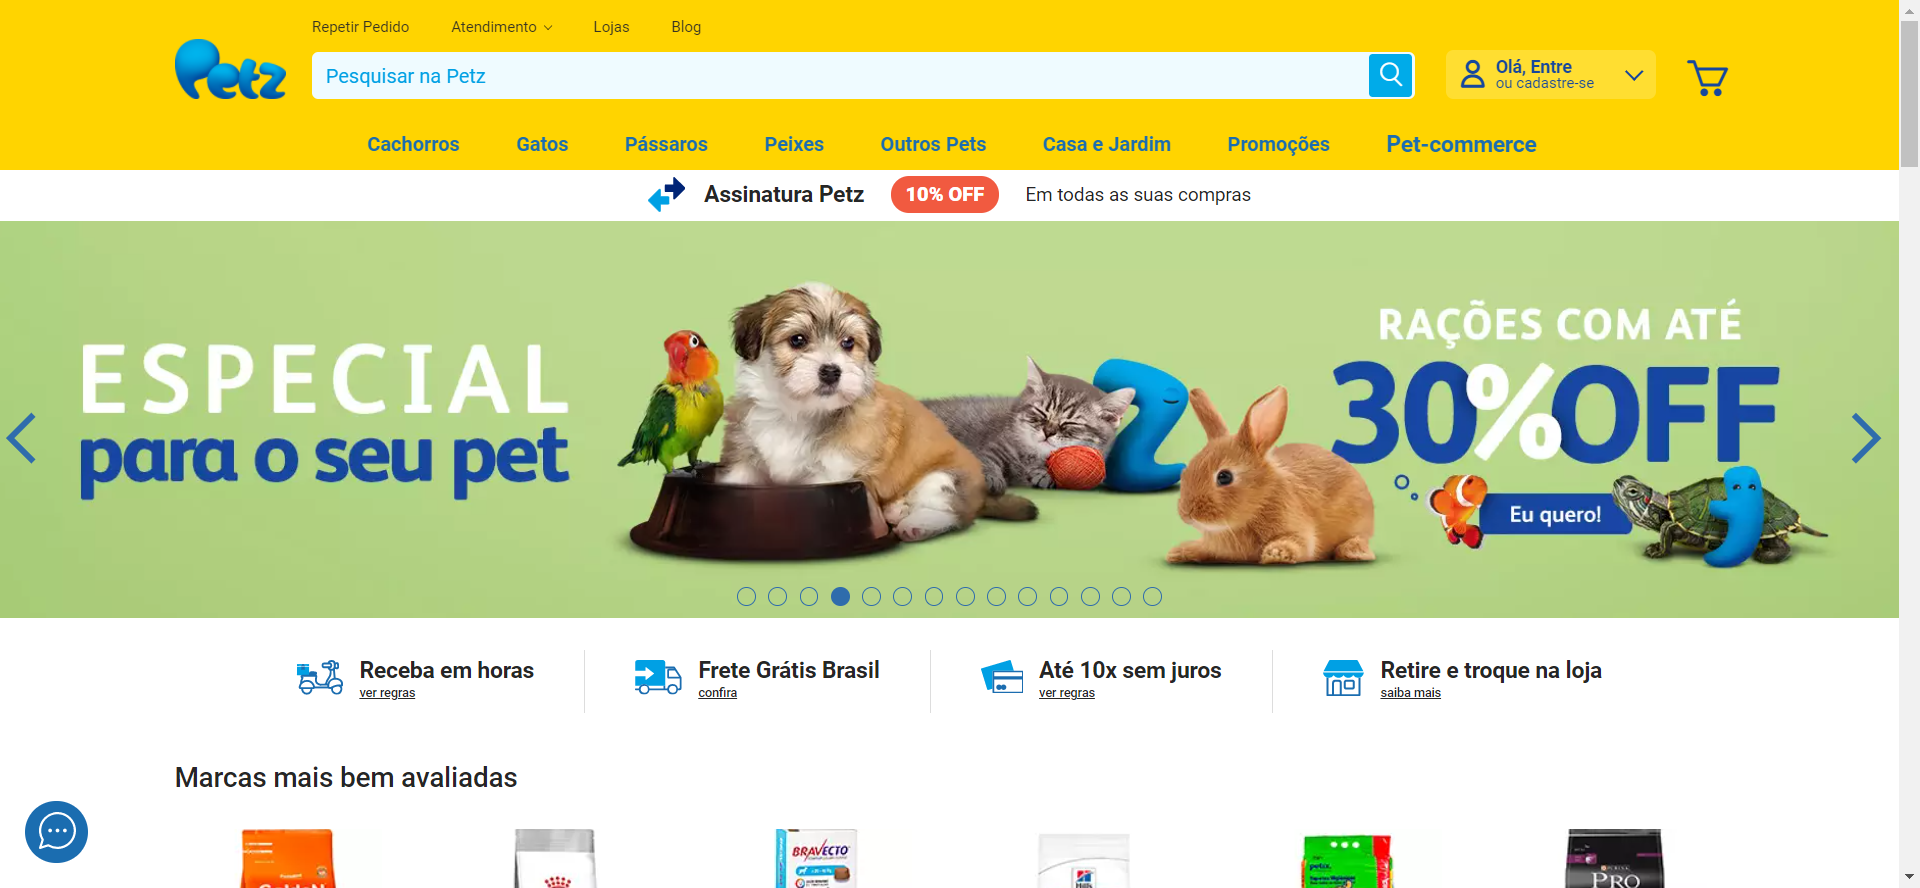 Repetir Pedido
Atendimento
Lojas
Blog
Petz
Pesquisar na Petz
Olá, Entre
ou cadastre-se
Cachorros
Gatos
Pássaros
Peixes
Outros Pets
Casa e Jardim
Promoções
Pet-commerce
Assinatura Petz
10% OFF
Em todas as suas compras
ESPECIAL
para o seu pet
RAÇÕES COM ATÉ
30%OFF
Eu quero!
Receba em horas
ver regras
Frete Grátis Brasil
confira
Até 10x sem juros
ver regras
Retire e troque na loja
saiba mais
Marcas mais bem avaliadas
BRAVECTO
Hill's
petix
PURINA
PRO